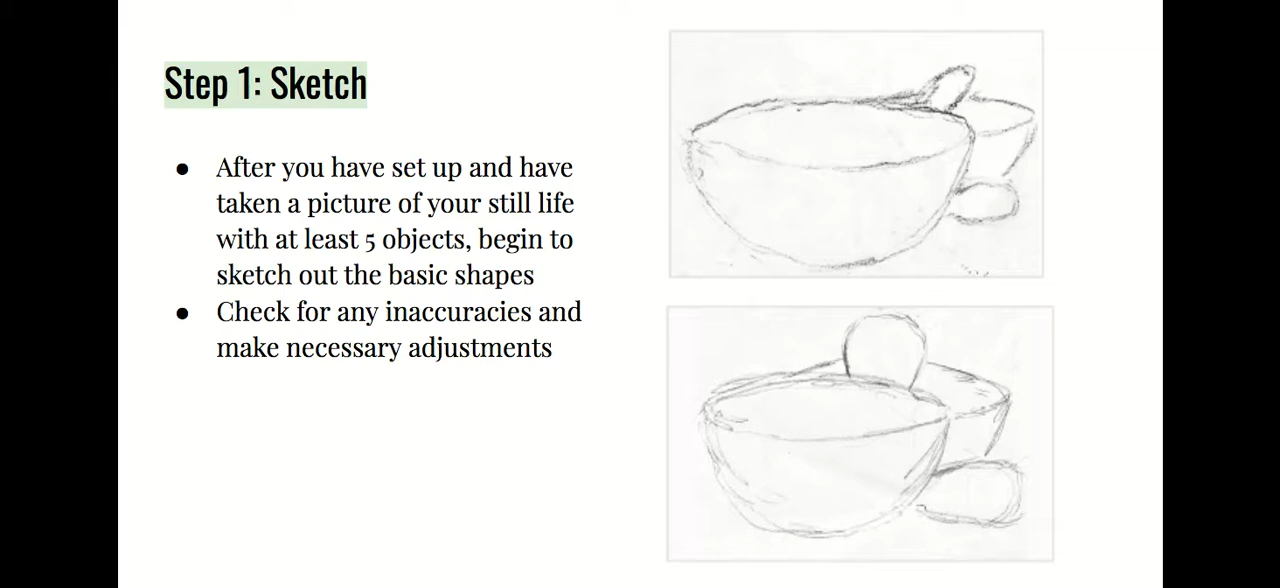 Step 1: Sketch
● After you have set up and have
taken a picture of your still life
with at least 5 objects, begin to
sketch out the basic shapes
● Check for any inaccuracies and
make necessary adjustments